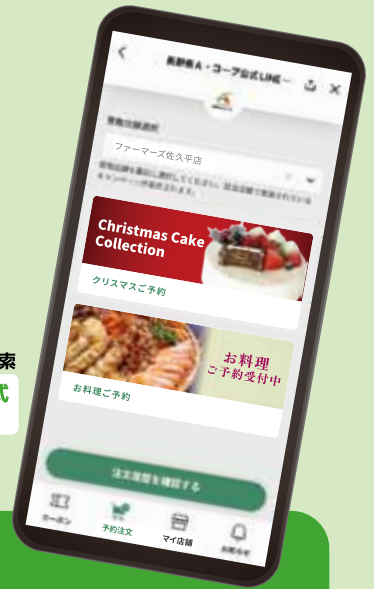 長野県A・コープ公式LINE
受取店舗選択
ファーマーズ佐久平店
Christmas Cake
Collection
クリスマスご予約
お料理
ご予約受付中
お料理ご予約
注文履歴を確認する
クーポン
予約注文
マイ店舗
お知らせ
索
式